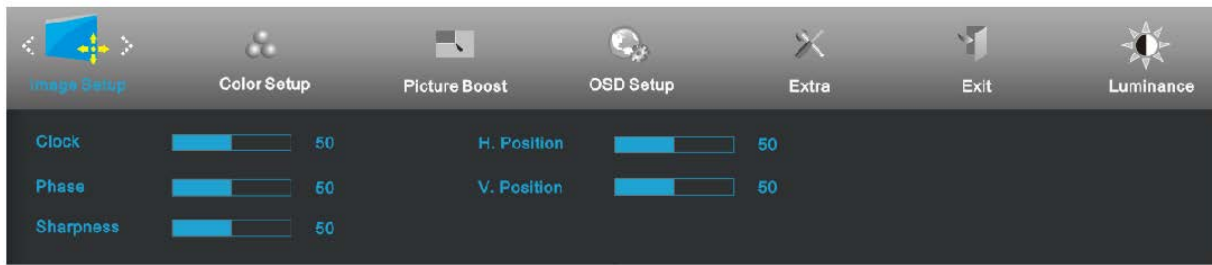 Image Setup Color Setup Picture Boost OSD Setup Extra Exit Luminance
Clock 50 H. Position 50
Phase 50 V. Position 50
Sharpness 50